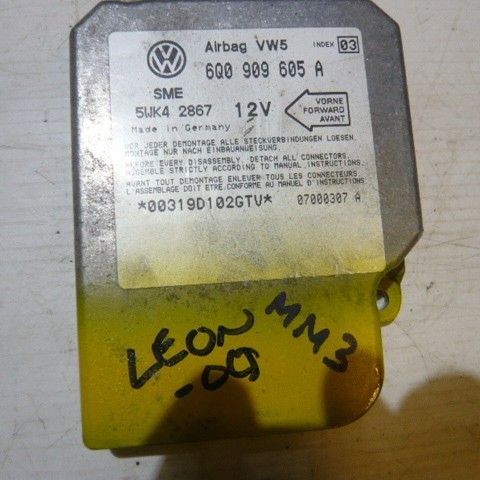 Airbag VW5 INDEX 03
6Q0 909 605 A
SME
5WK4 2867 12V
VORNE
FORWARD
AVANT
Made in Germany
VOR JEDER DEMONTAGE ALLE STECKVERBINDUNGEN LOESEN.
MONTAGE NUR NACH EINBAUANWEISUNG.
BEFORE EVERY DISASSEMBLY, DETACH ALL CONNECTORS.
ASSEMBLE STRICTLY ACCORDING TO MANUAL INSTRUCTIONS.
AVANT TOUT DEMONTAGE ENLEVER TOUS LES CONNECTEURS
L'ASSEMBLAGE DOIT ETRE CONFORME AU MANUEL D'INSTRUCTIONS
*00319D102GTV* 07000307 A
LEON MM3